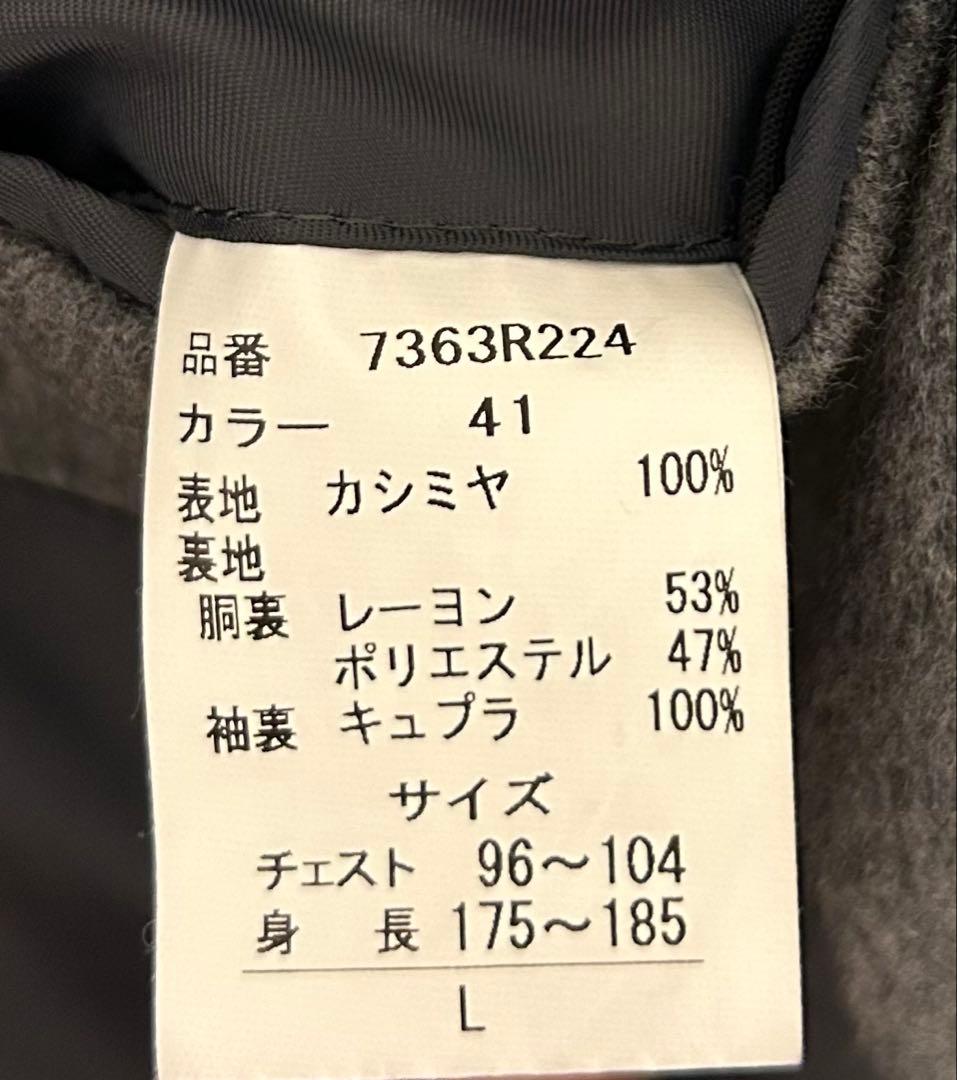 品番 7363R224
カラー 41
表地 カシミヤ 100%
裏地
胴裏 レーヨン 53%
ポリエステル 47%
袖裏 キュプラ 100%
サイズ
チェスト 96～104
身長 175～185
L